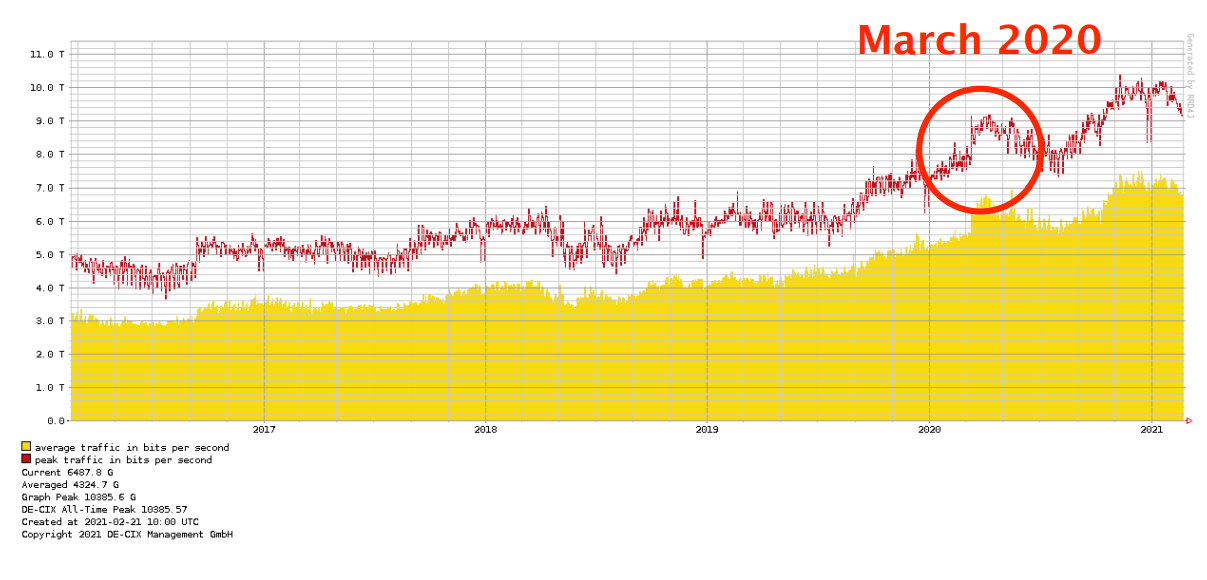 March 2020
11.0 T
10.0 T
9.0 T
8.0 T
7.0 T
6.0 T
5.0 T
4.0 T
3.0 T
2.0 T
1.0 T
0.0
2017 2018 2019 2020 2021
average traffic in bits per second
peak traffic in bits per second
Current 6487.8 G
Averaged 4324.7 G
Graph Peak 10385.6 G
DE-CIX All-Time Peak 10385.57
Created at 2021-02-21 10:00 UTC
Copyright 2021 DE-CIX Management GmbH
Generated by RRD4J